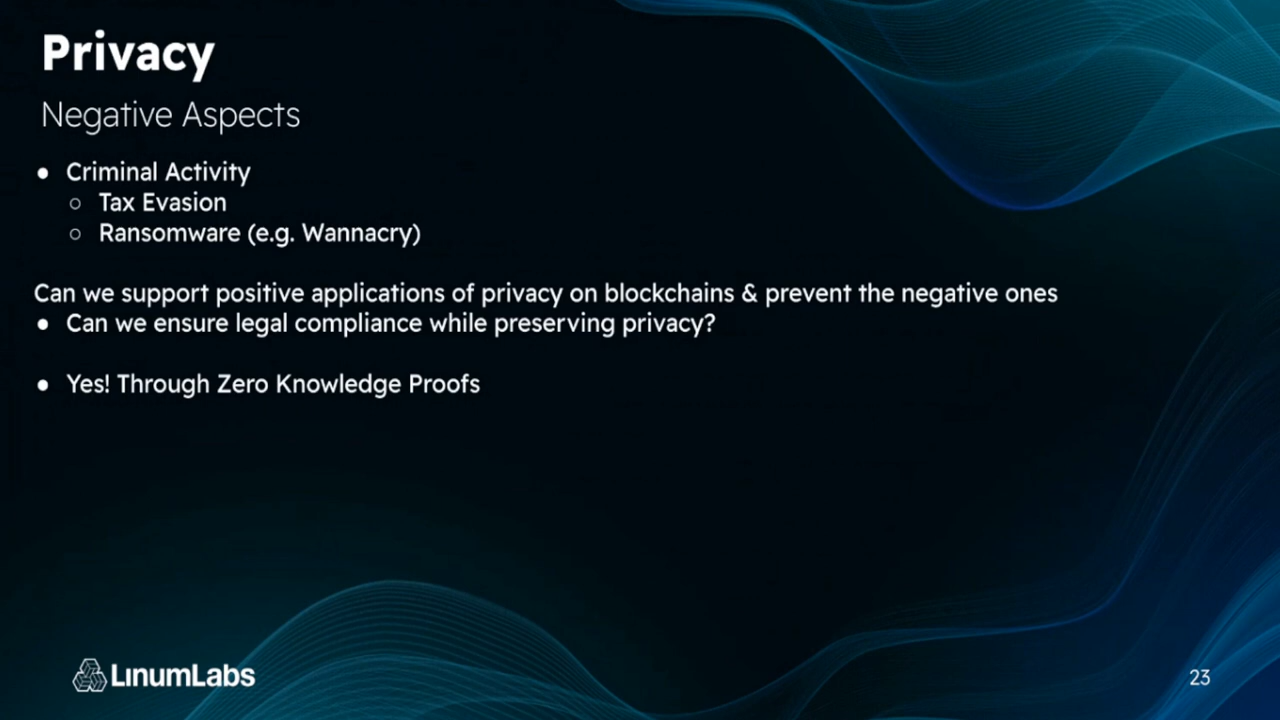 Privacy
Negative Aspects
● Criminal Activity
○ Tax Evasion
○ Ransomware (e.g. Wannacry)
Can we support positive applications of privacy on blockchains & prevent the negative ones
● Can we ensure legal compliance while preserving privacy?
● Yes! Through Zero Knowledge Proofs
LinumLabs
23